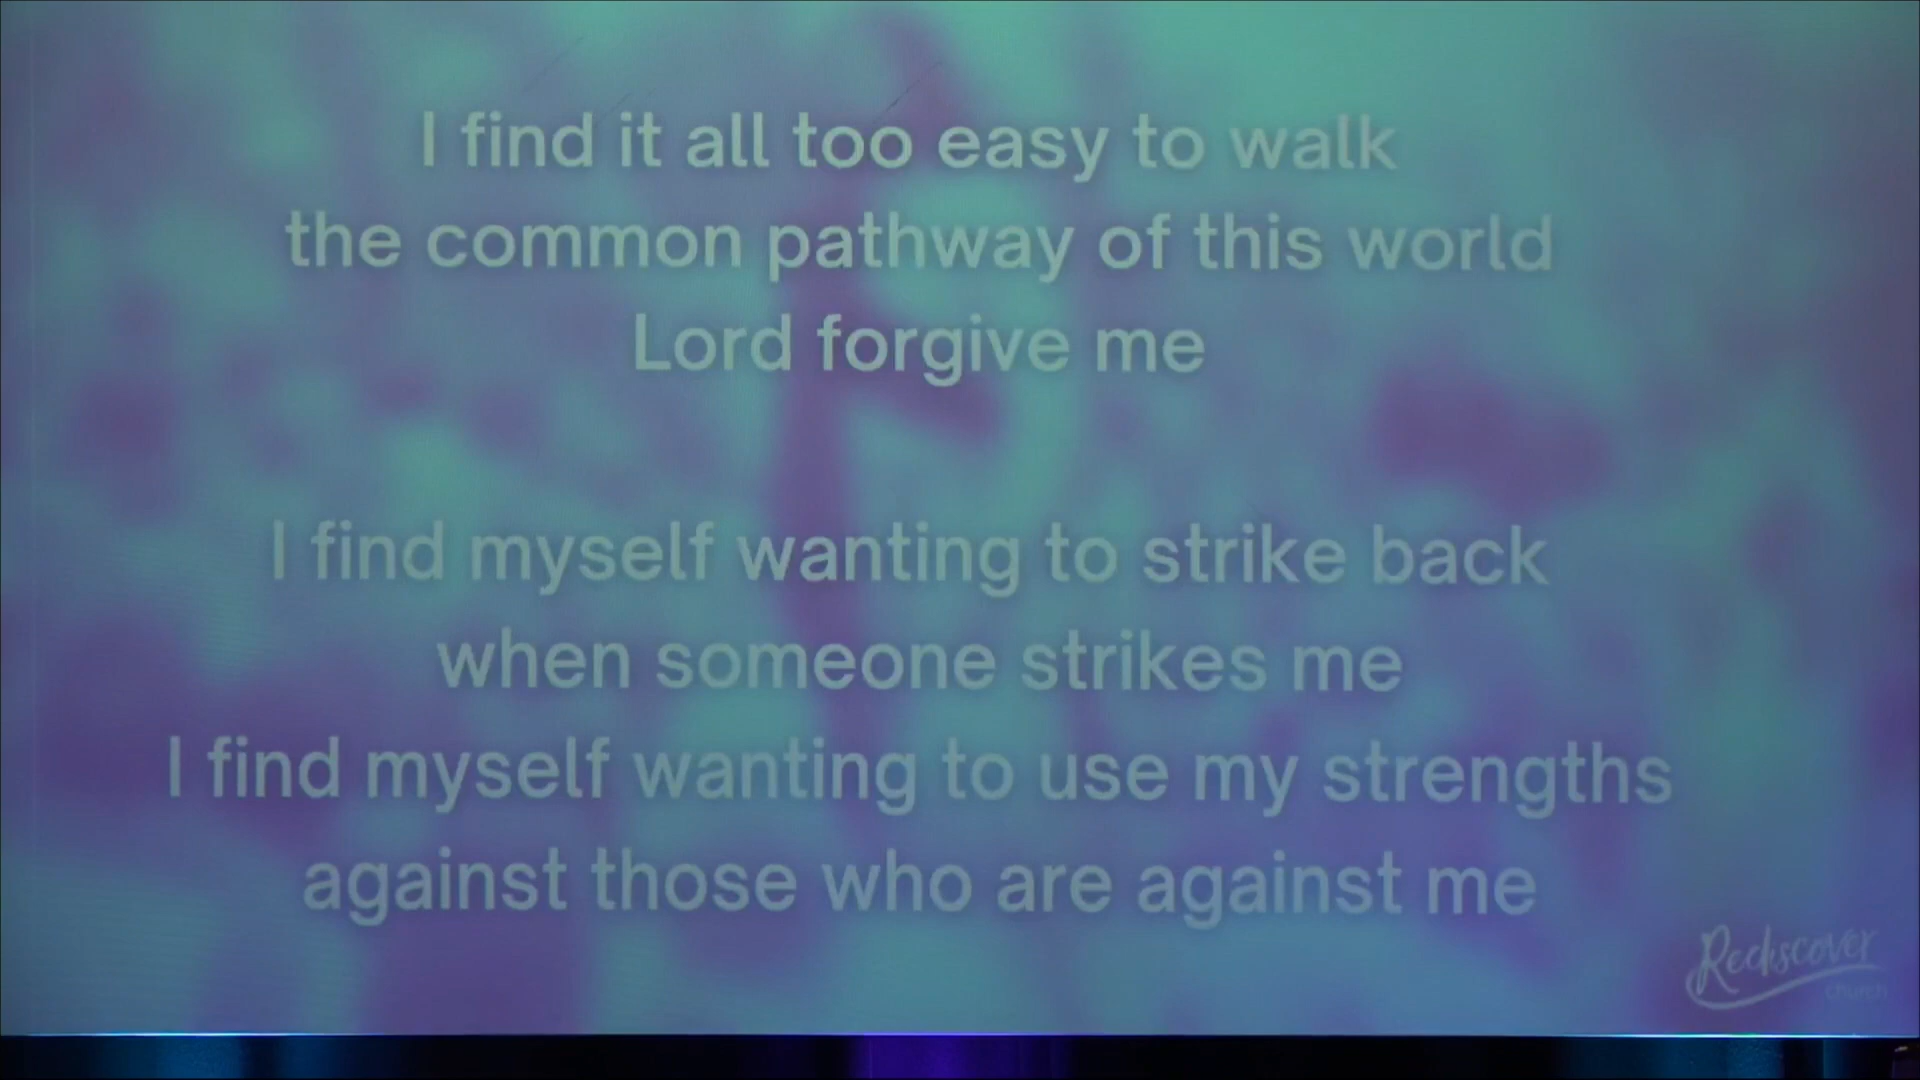 I find it all too easy to walk
the common pathway of this world
Lord forgive me
I find myself wanting to strike back
when someone strikes me
I find myself wanting to use my strengths
against those who are against me
Rediscover
church